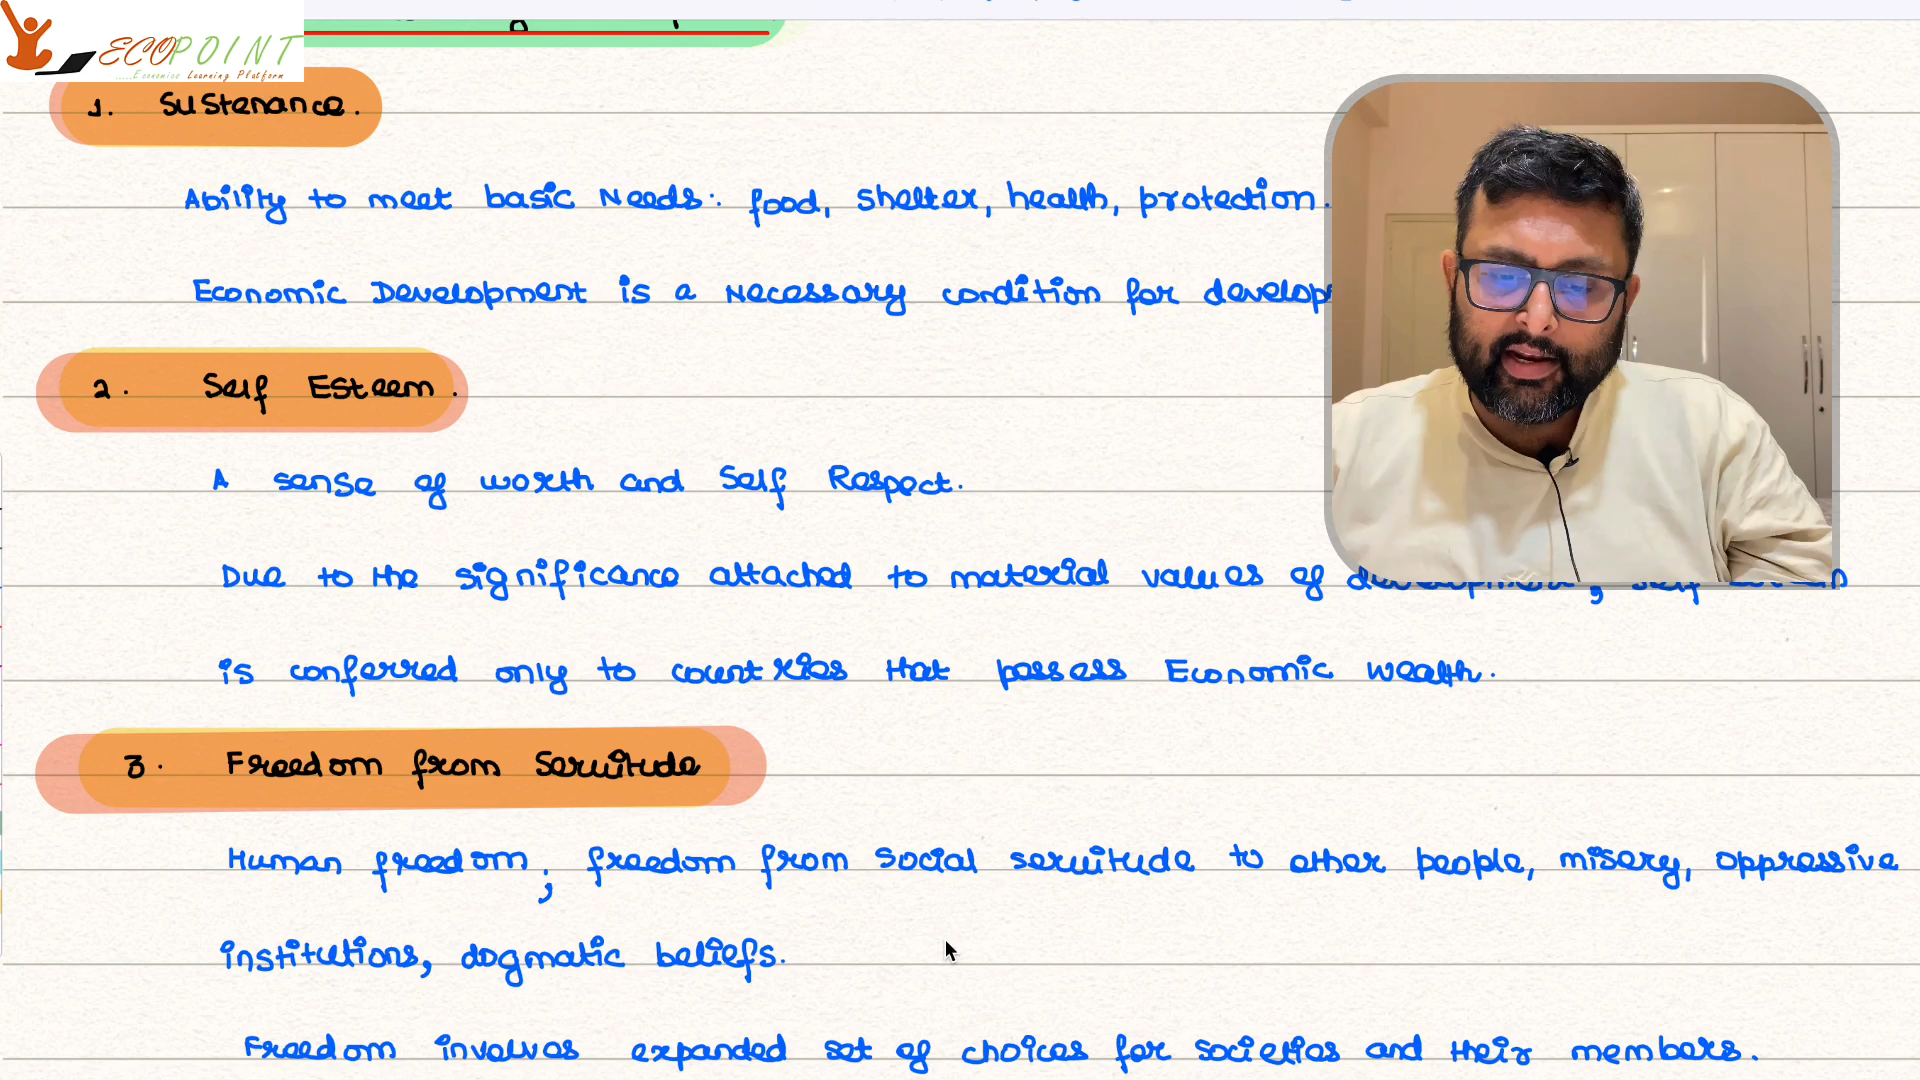 ECOPOINT
.....Economics Learning Platform
1. Sustenance.
Ability to meet basic Needs: food, shelter, health, protection.
Economic Development is a Necessary condition for develop
2. Self Esteem.
A sense of worth and Self Respect.
Due to the significance attached to material values of development, self
is conferred only to countries that possess Economic wealth.
3. Freedom from Servitude
Human freedom; freedom from social servitude to other people, misery, oppressive
institutions, dogmatic beliefs.
Freedom involves expanded set of choices for societies and their members.